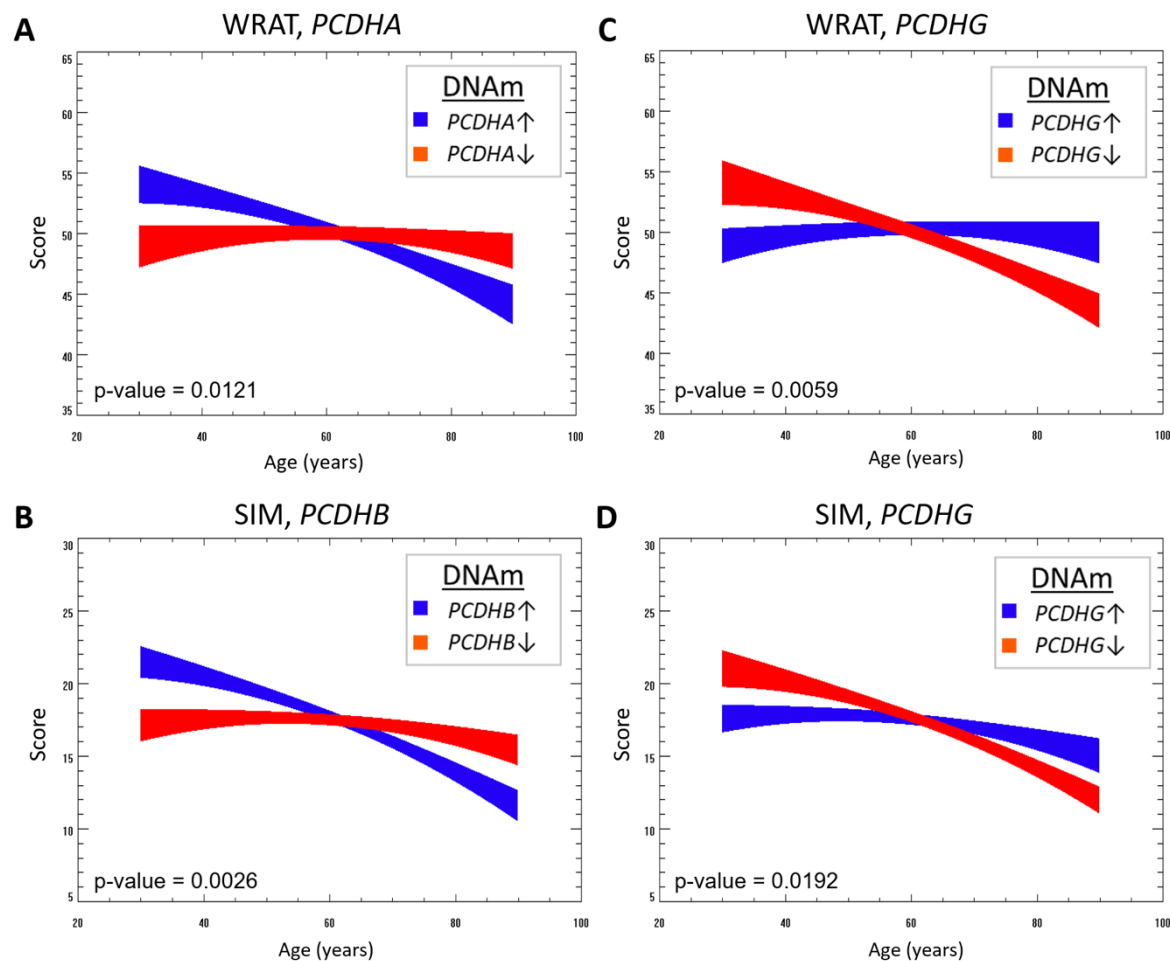 A
WRAT, PCDHA
65
60
55
50
45
40
35
Score
DNAm
PCDHA↑
PCDHA↓
p-value = 0.0121
20
40
60
80
100
Age (years)
C
WRAT, PCDHG
65
60
55
50
45
40
35
Score
DNAm
PCDHG↑
PCDHG↓
p-value = 0.0059
20
40
60
80
100
Age (years)
B
SIM, PCDHB
30
25
20
15
10
5
Score
DNAm
PCDHB↑
PCDHB↓
p-value = 0.0026
20
40
60
80
100
Age (years)
D
SIM, PCDHG
30
25
20
15
10
5
Score
DNAm
PCDHG↑
PCDHG↓
p-value = 0.0192
20
40
60
80
100
Age (years)